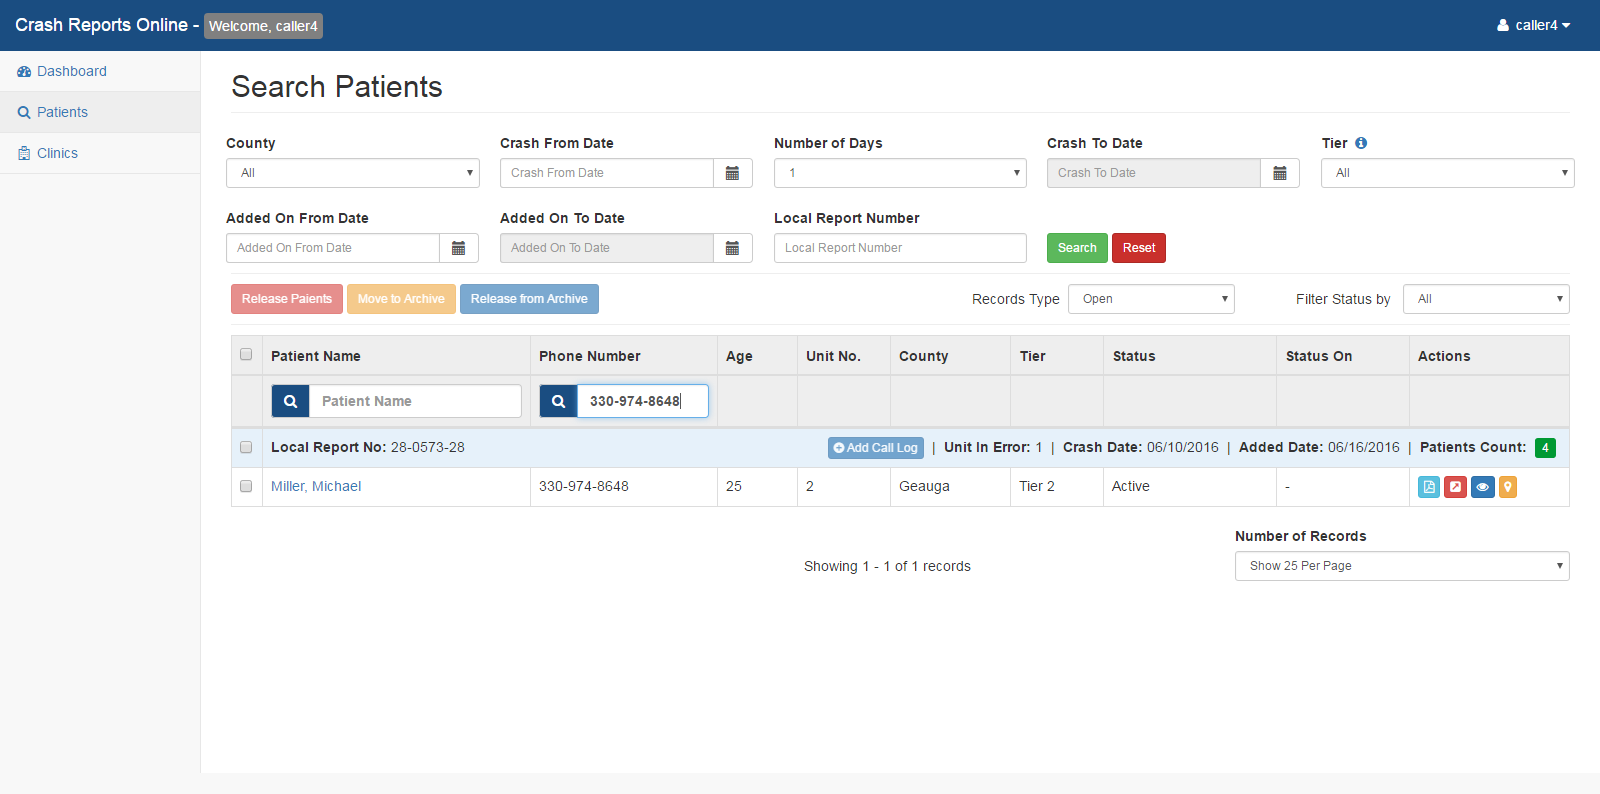 Crash Reports Online - Welcome, caller4
caller4
Dashboard
Patients
Clinics
Search Patients
County
Crash From Date
Number of Days
Crash To Date
Tier
All
Crash From Date
1
Crash To Date
All
Added On From Date
Added On To Date
Local Report Number
Added On From Date
Added On To Date
Local Report Number
Search
Reset
Release Paients
Move to Archive
Release from Archive
Records Type
Open
Filter Status by
All
Patient Name
Phone Number
Age
Unit No.
County
Tier
Status
Status On
Actions
Patient Name
330-974-8648
Local Report No: 28-0573-28
Add Call Log | Unit In Error: 1 | Crash Date: 06/10/2016 | Added Date: 06/16/2016 | Patients Count: 4
Miller, Michael
330-974-8648
25
2
Geauga
Tier 2
Active
-
Number of Records
Showing 1 - 1 of 1 records
Show 25 Per Page